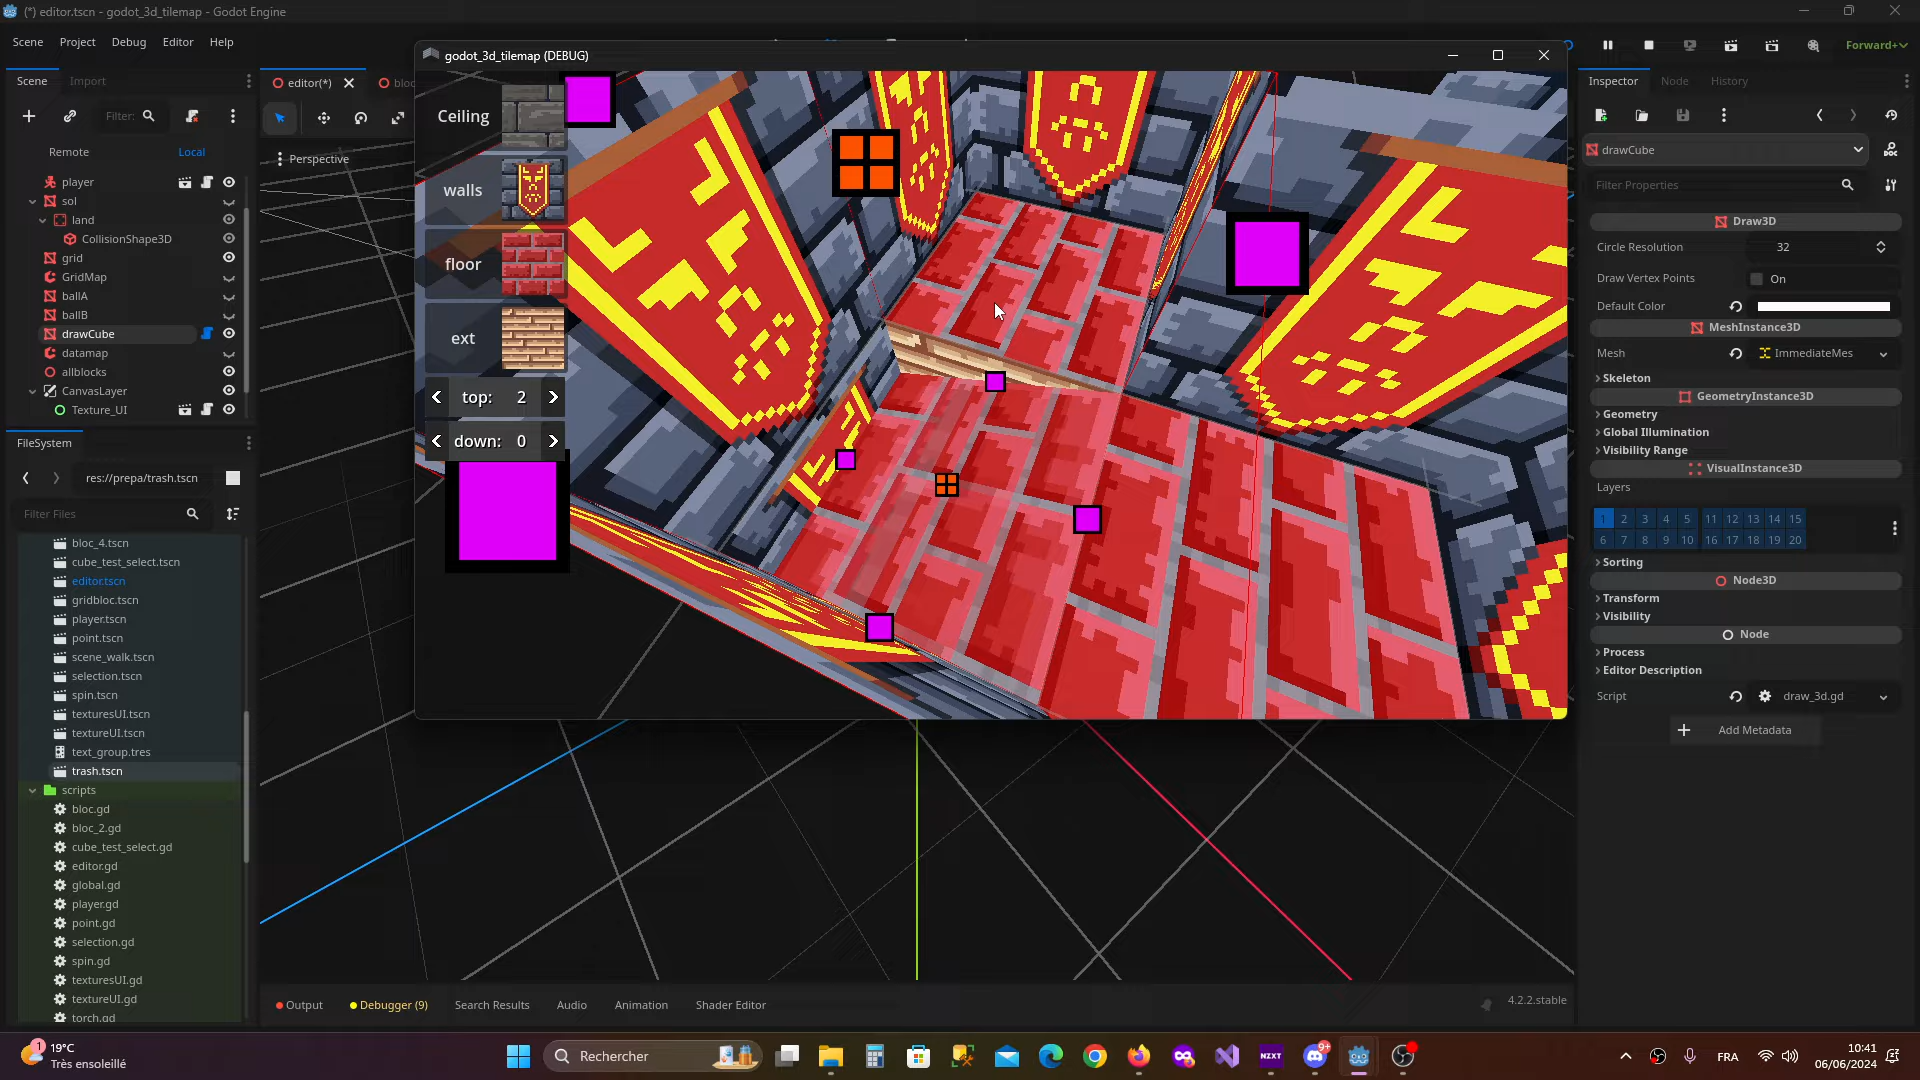 (*) editor.tscn - godot_3d_tilemap - Godot Engine
Scene Project Debug Editor Help
Forward+
godot_3d_tilemap (DEBUG)
Scene Import
editor(*)
Filter:
Remote Local
Perspective
player
sol
land
CollisionShape3D
grid
GridMap
ballA
ballB
drawCube
datamap
allblocks
CanvasLayer
Texture_UI
FileSystem
res://prepa/trash.tscn
Filter Files
bloc_4.tscn
cube_test_select.tscn
editor.tscn
gridbloc.tscn
player.tscn
point.tscn
scene_walk.tscn
selection.tscn
spin.tscn
texturesUI.tscn
textureUI.tscn
text_group.tres
trash.tscn
scripts
bloc.gd
bloc_2.gd
cube_test_select.gd
editor.gd
global.gd
player.gd
point.gd
selection.gd
spin.gd
texturesUI.gd
textureUI.gd
torch.gd
Ceiling
walls
floor
ext
top: 2
down: 0
Output Debugger (9) Search Results Audio Animation Shader Editor
4.2.2.stable
Inspector Node History
drawCube
Filter Properties
Draw3D
Circle Resolution 32
Draw Vertex Points On
Default Color
MeshInstance3D
Mesh ImmediateMes
Skeleton
GeometryInstance3D
Geometry
Global Illumination
Visibility Range
VisualInstance3D
Layers
1 2 3 4 5 11 12 13 14 15
6 7 8 9 10 16 17 18 19 20
Sorting
Node3D
Transform
Visibility
Node
Process
Editor Description
Script draw_3d.gd
Add Metadata
1
19°C
Très ensoleillé
Rechercher
NZXT
9+
FRA
10:41
06/06/2024